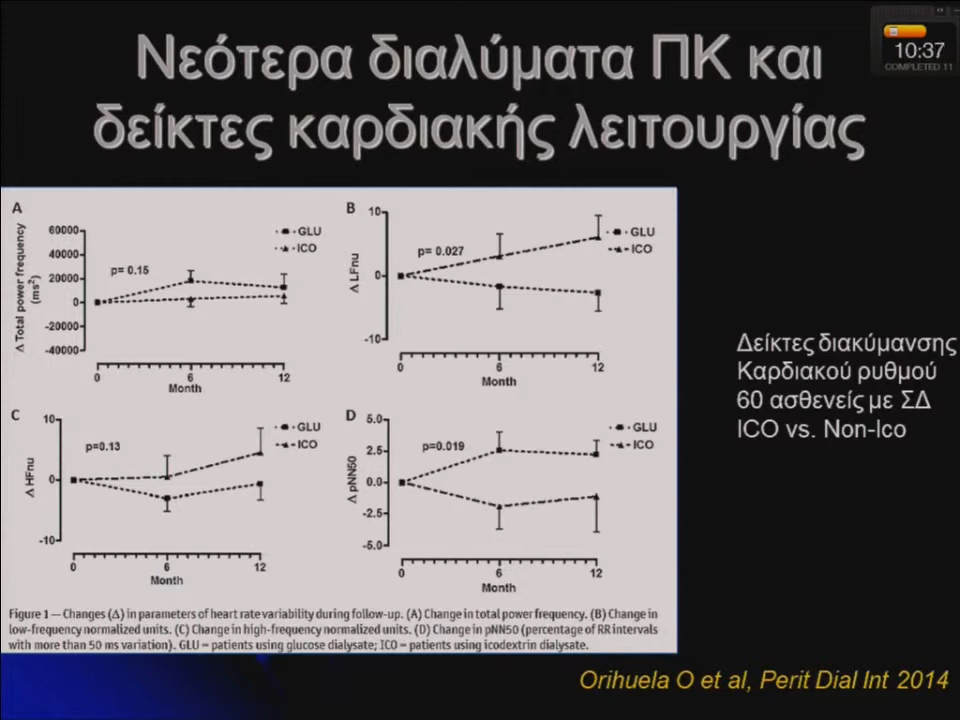 Νεότερα διαλύματα ΠΚ και
δείκτες καρδιακής λειτουργίας
10:37
COMPLETED 11
A
Δ Total power frequency
(ms²)
60000
40000
20000
0
-20000
-40000
p= 0.15
GLU
ICO
0
6
12
Month
B
Δ LFnu
10
0
-10
p= 0.027
GLU
ICO
0
6
12
Month
C
Δ HFnu
10
0
-10
p=0.13
GLU
ICO
0
6
12
Month
D
Δ pNN50
5.0
2.5
0.0
-2.5
-5.0
p=0.019
GLU
ICO
0
6
12
Month
Figure 1 — Changes (Δ) in parameters of heart rate variability during follow-up. (A) Change in total power frequency. (B) Change in
low-frequency normalized units. (C) Change in high-frequency normalized units. (D) Change in pNN50 (percentage of RR intervals
with more than 50 ms variation). GLU = patients using glucose dialysate; ICO = patients using icodextrin dialysate.
Δείκτες διακύμανσης
Καρδιακού ρυθμού
60 ασθενείς με ΣΔ
ICO vs. Non-Ico
Orihuela O et al, Perit Dial Int 2014